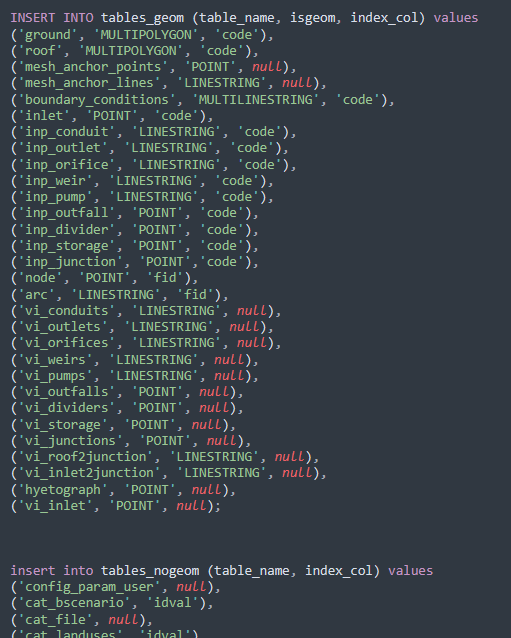 INSERT INTO tables_geom (table_name, isgeom, index_col) values
('ground', 'MULTIPOLYGON', 'code'),
('roof', 'MULTIPOLYGON', 'code'),
('mesh_anchor_points', 'POINT', null),
('mesh_anchor_lines', 'LINESTRING', null),
('boundary_conditions', 'MULTILINESTRING', 'code'),
('inlet', 'POINT', 'code'),
('inp_conduit', 'LINESTRING', 'code'),
('inp_outlet', 'LINESTRING', 'code'),
('inp_orifice', 'LINESTRING', 'code'),
('inp_weir', 'LINESTRING', 'code'),
('inp_pump', 'LINESTRING', 'code'),
('inp_outfall', 'POINT', 'code'),
('inp_divider', 'POINT', 'code'),
('inp_storage', 'POINT', 'code'),
('inp_junction', 'POINT','code'),
('node', 'POINT', 'fid'),
('arc', 'LINESTRING', 'fid'),
('vi_conduits', 'LINESTRING', null),
('vi_outlets', 'LINESTRING', null),
('vi_orifices', 'LINESTRING', null),
('vi_weirs', 'LINESTRING', null),
('vi_pumps', 'LINESTRING', null),
('vi_outfalls', 'POINT', null),
('vi_dividers', 'POINT', null),
('vi_storage', 'POINT', null),
('vi_junctions', 'POINT', null),
('vi_roof2junction', 'LINESTRING', null),
('vi_inlet2junction', 'LINESTRING', null),
('hyetograph', 'POINT', null),
('vi_inlet', 'POINT', null);
insert into tables_nogeom (table_name, index_col) values
('config_param_user', null),
('cat_bscenario', 'idval'),
('cat_file', null),
('cat_landuses', 'idval')